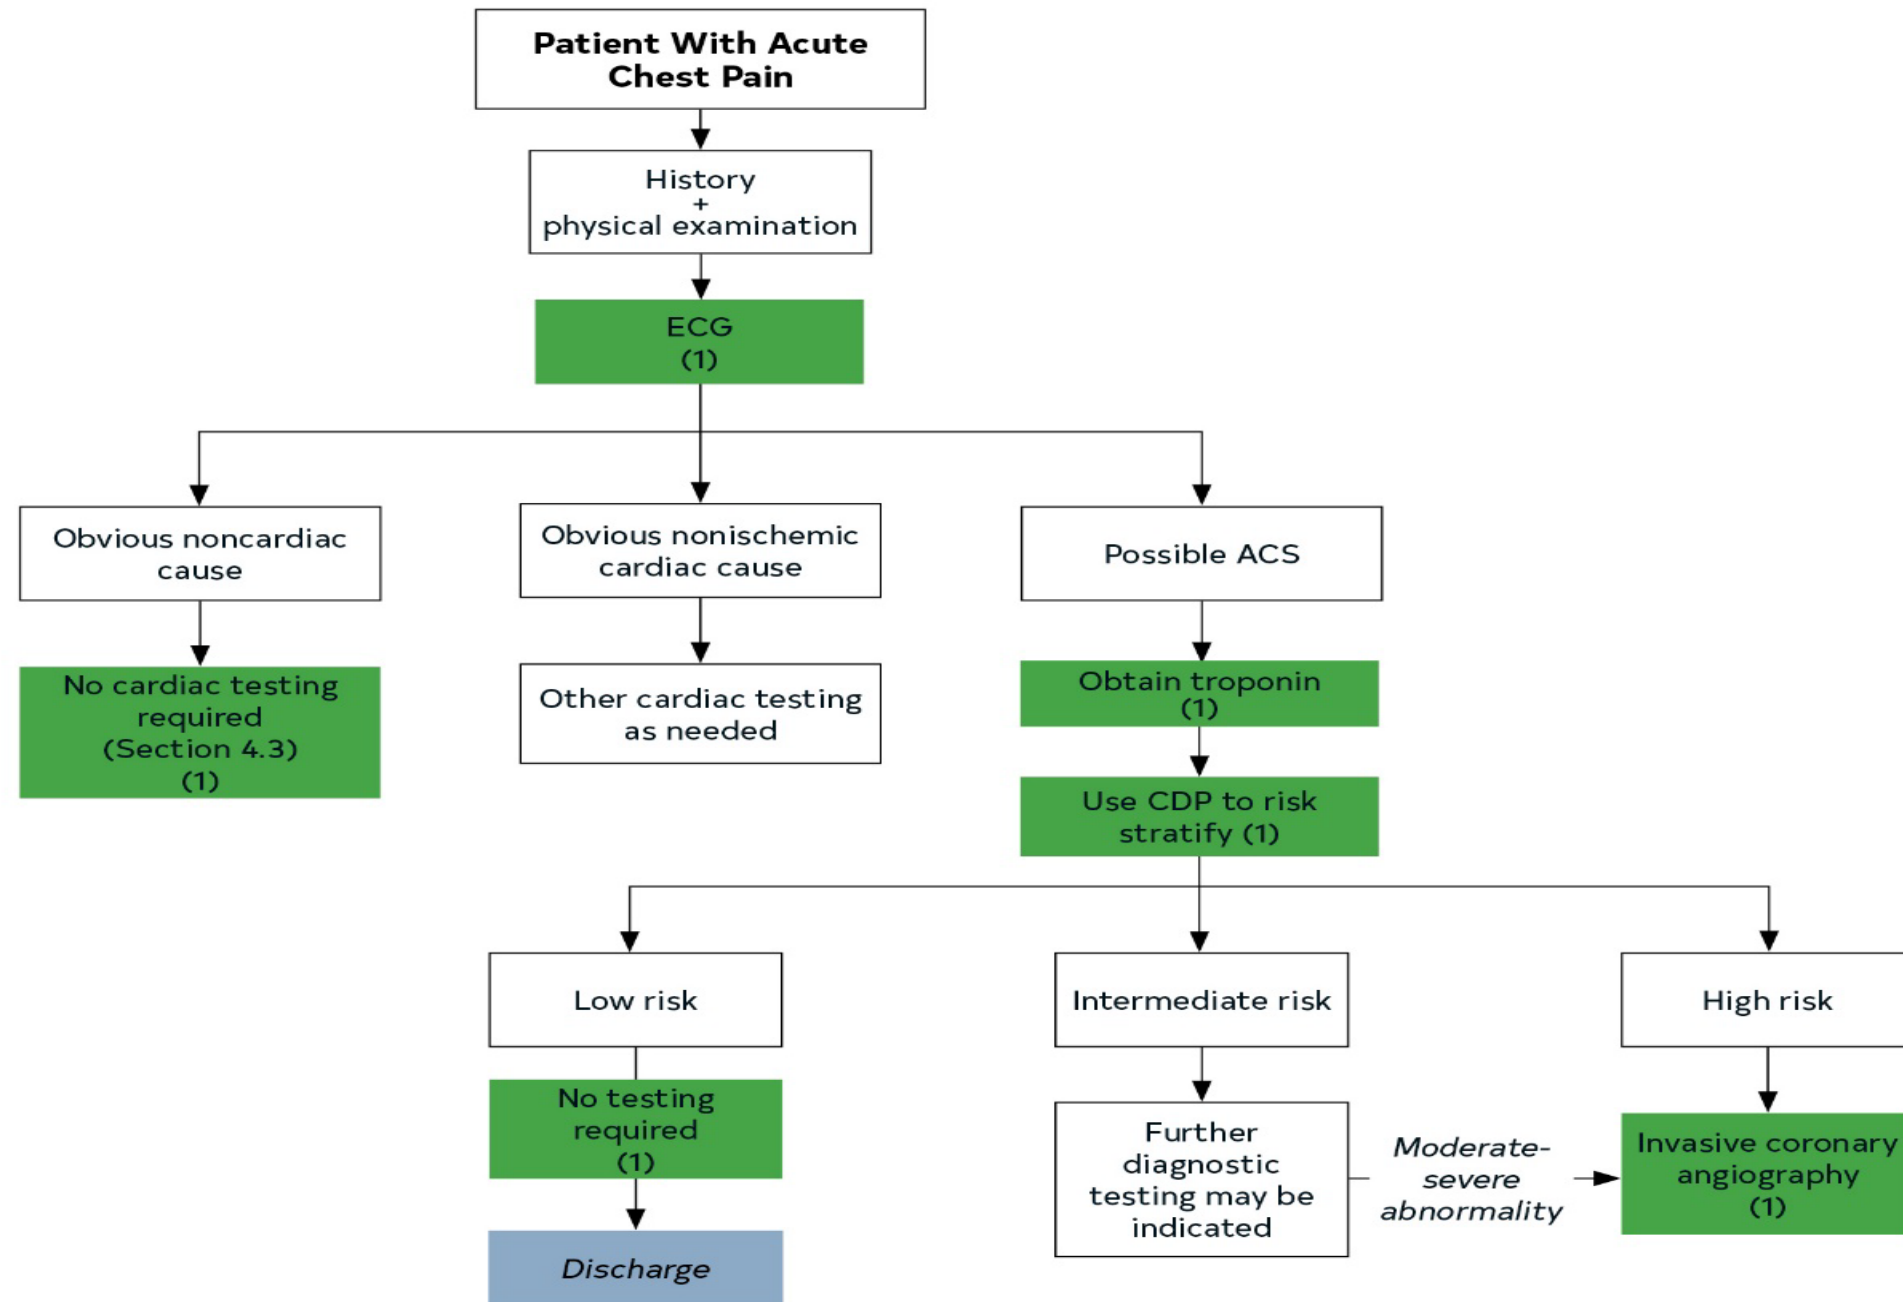 Patient With Acute
Chest Pain
History
+
physical examination
ECG
(1)
Obvious noncardiac
cause
Obvious nonischemic
cardiac cause
Possible ACS
No cardiac testing
required
(Section 4.3)
(1)
Other cardiac testing
as needed
Obtain troponin
(1)
Use CDP to risk
stratify (1)
Low risk
Intermediate risk
High risk
No testing
required
(1)
Further
diagnostic
testing may be
indicated
Moderate-
severe
abnormality
Invasive coronary
angiography
(1)
Discharge